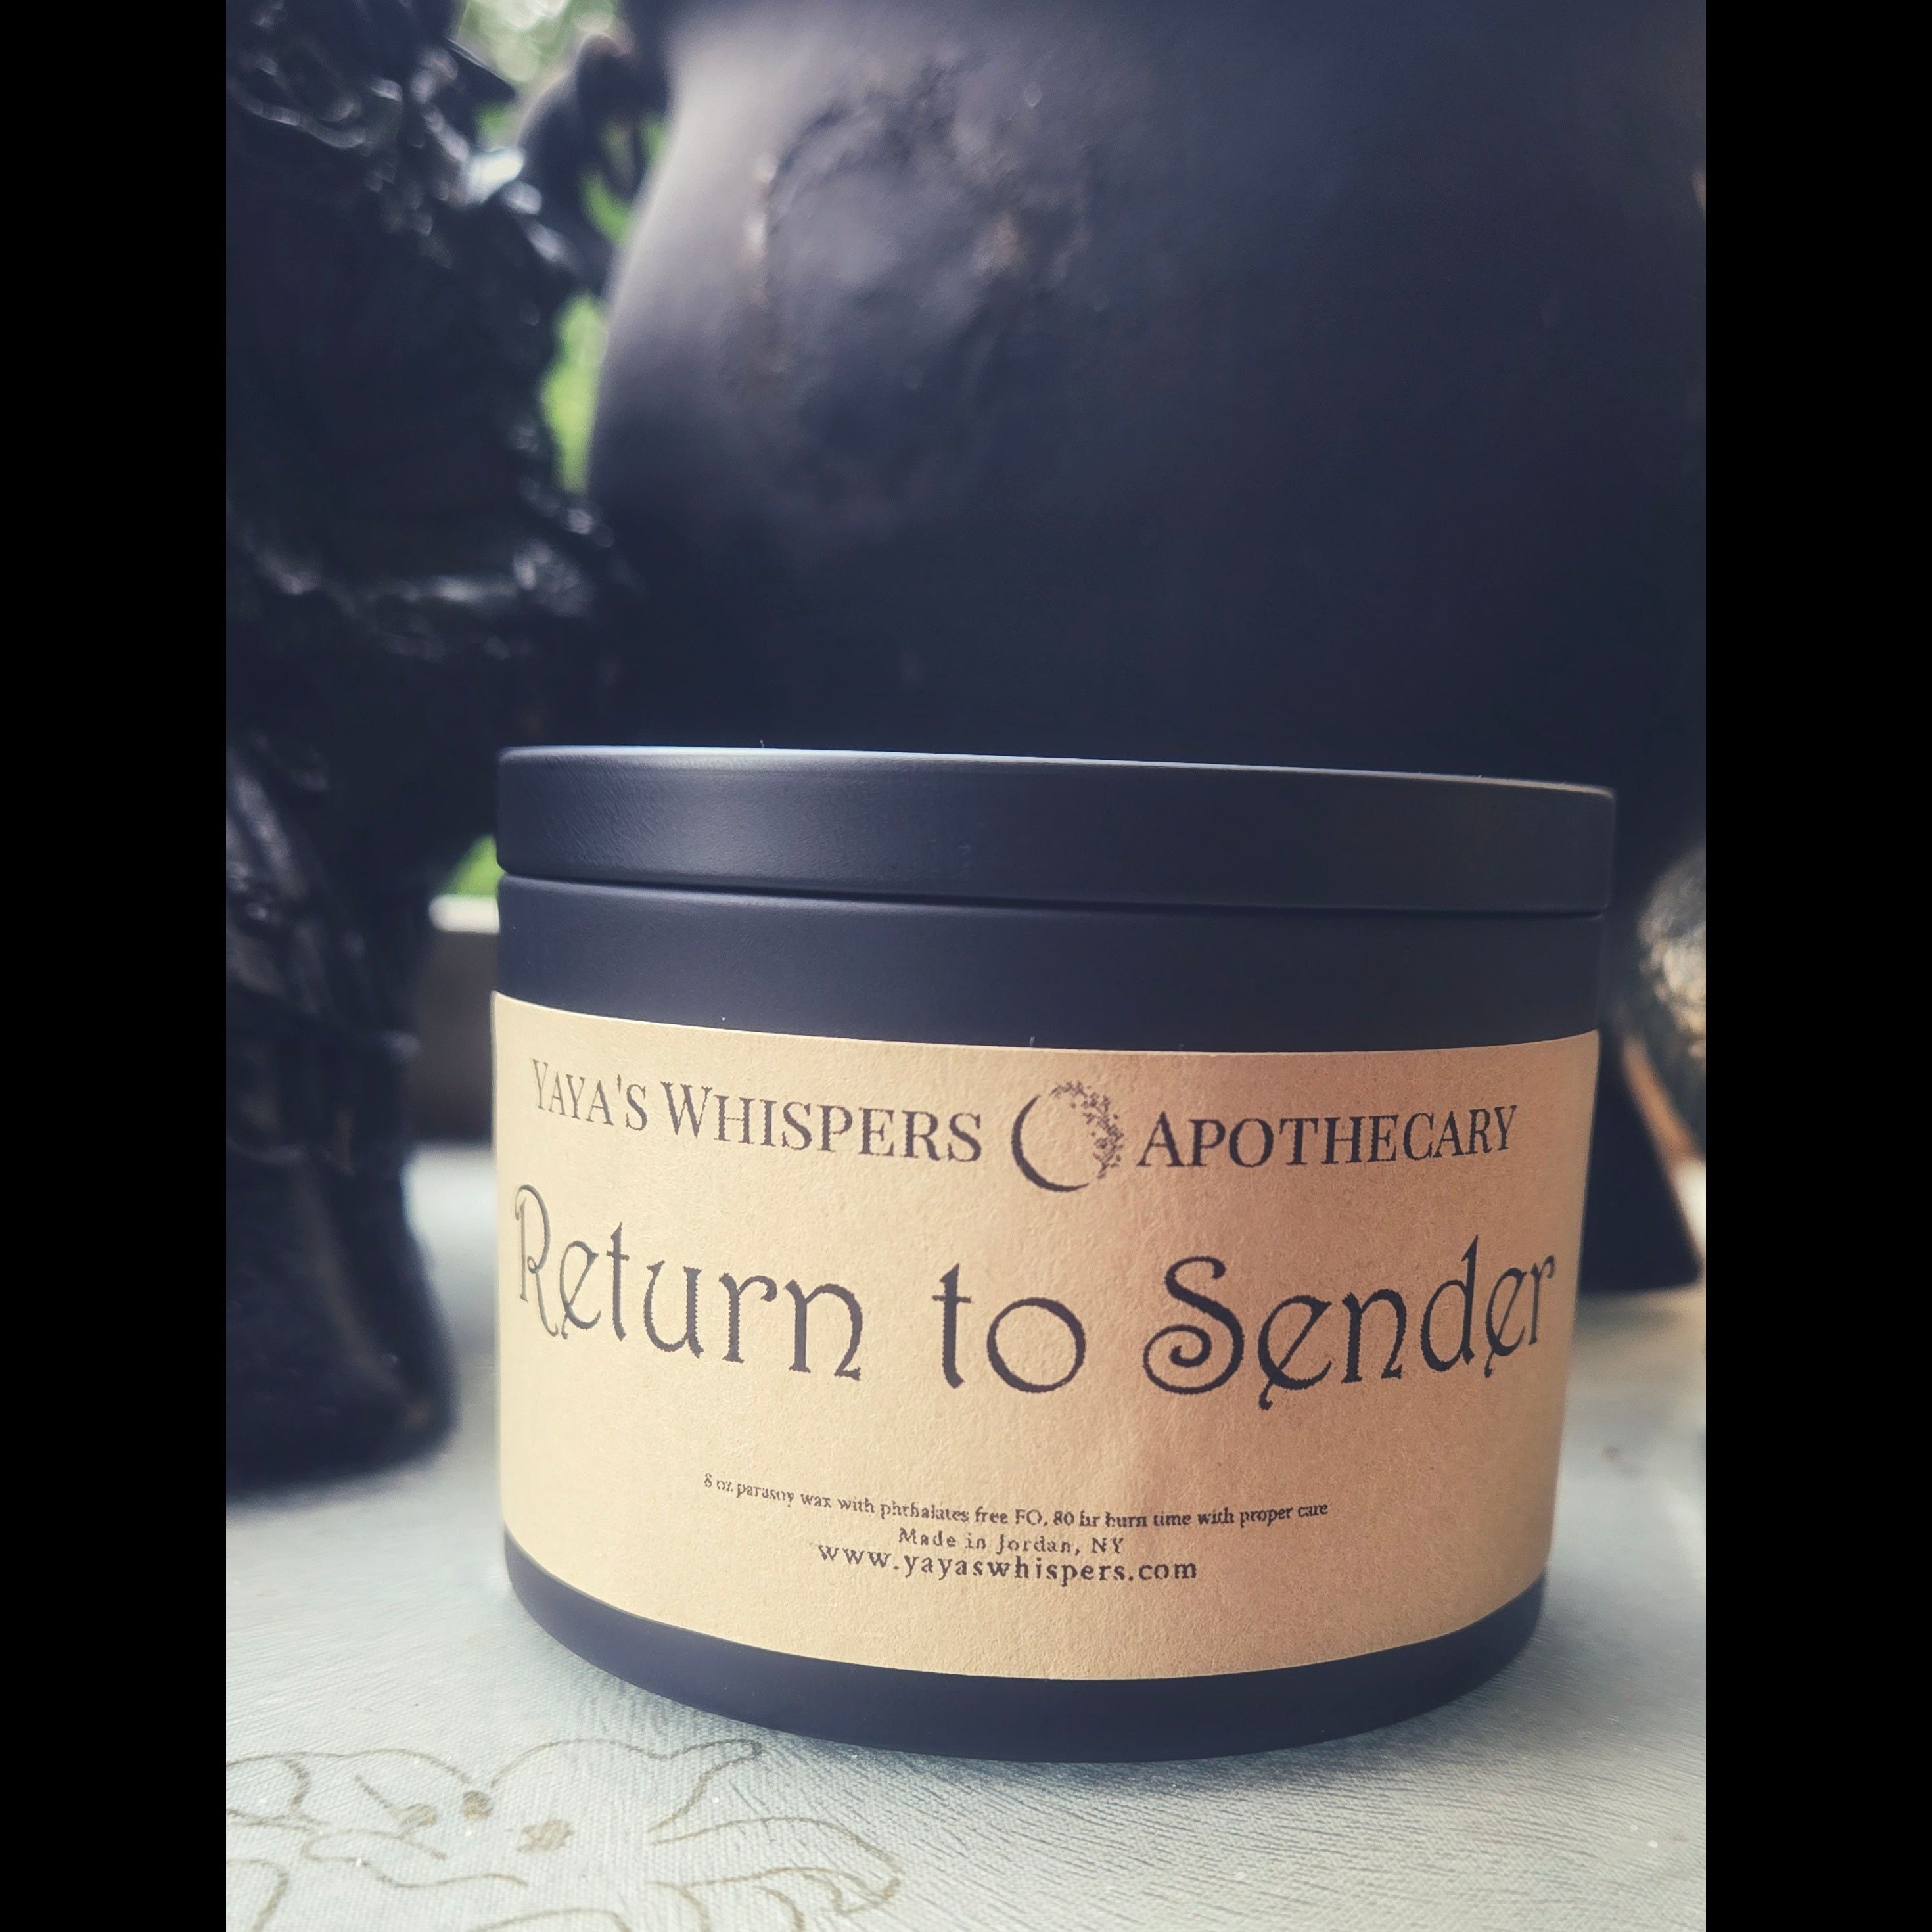 YAYA'S WHISPERS APOTHECARY
Return to Sender
8 oz parasoy wax with phthalates free FO, 80 hr burn time with proper care
Made in Jordan, NY
www.yayaswhispers.com